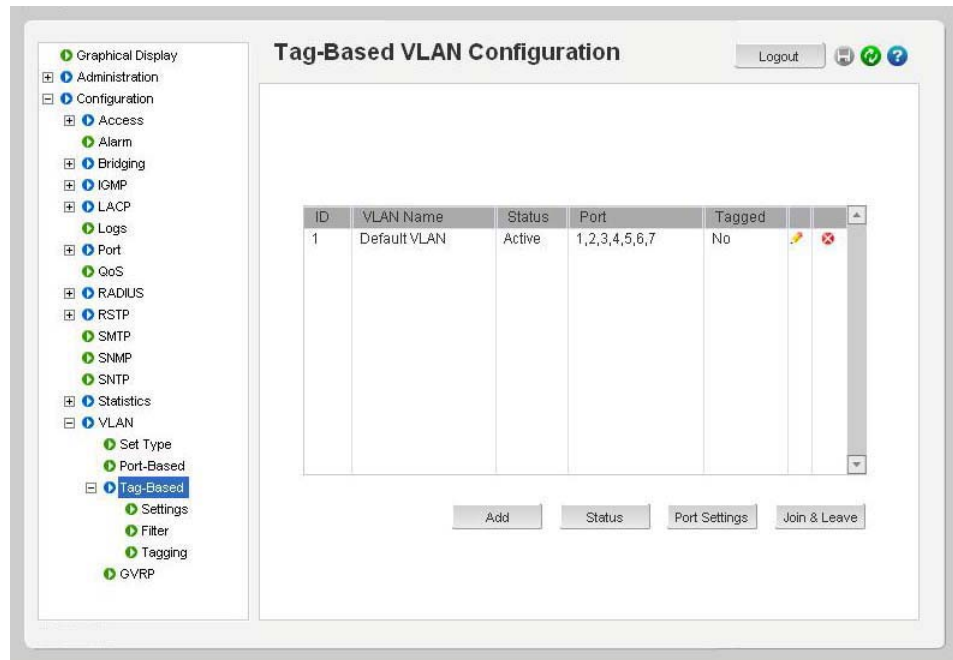 Tag-Based VLAN Configuration
Logout
Graphical Display
Administration
Configuration
Access
Alarm
Bridging
IGMP
LACP
Logs
Port
QoS
RADIUS
RSTP
SMTP
SNMP
SNTP
Statistics
VLAN
Set Type
Port-Based
Tag-Based
Settings
Filter
Tagging
GVRP
ID VLAN Name Status Port Tagged
1 Default VLAN Active 1,2,3,4,5,6,7 No
Add Status Port Settings Join & Leave